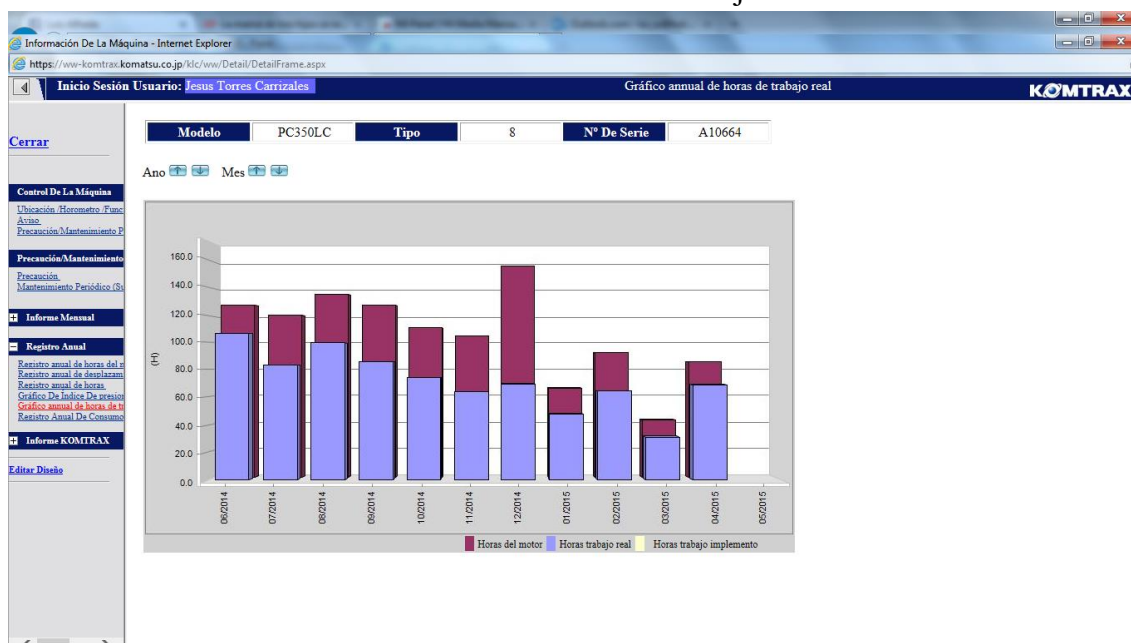 Información De La Máquina - Internet Explorer
https://ww-komtrax.komatsu.co.jp/klc/ww/Detail/DetailFrame.aspx
Inicio Sesión Usuario: Jesus Torres Carrizales Gráfico annual de horas de trabajo real KOMTRAX
Cerrar
Modelo PC350LC Tipo 8 Nº De Serie A10664
Ano Mes
Control De La Máquina
Ubicación /Horometro /Func
Aviso
Precaución/Mantenimiento P
Precaución/Mantenimiento
Precaución
Mantenimiento Periódico (Su
Informe Mensual
Registro Anual
Registro anual de horas del m
Registro anual de desplazam
Registro anual de horas
Gráfico De Índice De presion
Gráfico annual de horas de tr
Registro Anual De Consumo
Informe KOMTRAX
Editar Diseño
(H)
160.0
140.0
120.0
100.0
80.0
60.0
40.0
20.0
0.0
06/2014 07/2014 08/2014 09/2014 10/2014 11/2014 12/2014 01/2015 02/2015 03/2015 04/2015 05/2015
Horas del motor Horas trabajo real Horas trabajo implemento